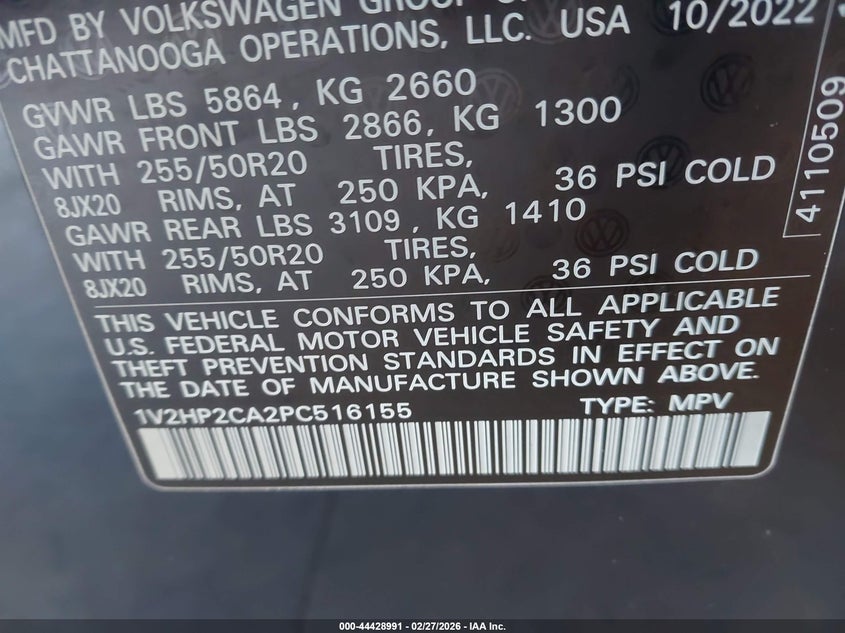 MFD BY VOLKSWAGEN GROUP
CHATTANOOGA OPERATIONS, LLC. USA 10/2022
GVWR LBS 5864, KG 2660
GAWR FRONT LBS 2866, KG 1300
WITH 255/50R20 TIRES,
8JX20 RIMS, AT 250 KPA, 36 PSI COLD
GAWR REAR LBS 3109, KG 1410
WITH 255/50R20 TIRES,
8JX20 RIMS, AT 250 KPA, 36 PSI COLD
THIS VEHICLE CONFORMS TO ALL APPLICABLE
U.S. FEDERAL MOTOR VEHICLE SAFETY AND
THEFT PREVENTION STANDARDS IN EFFECT ON
THE DATE OF MANUFACTURE SHOWN ABOVE.
1V2HP2CA2PC516155 TYPE: MPV
4110509
000-44428991 | 02/27/2026 - IAA Inc.